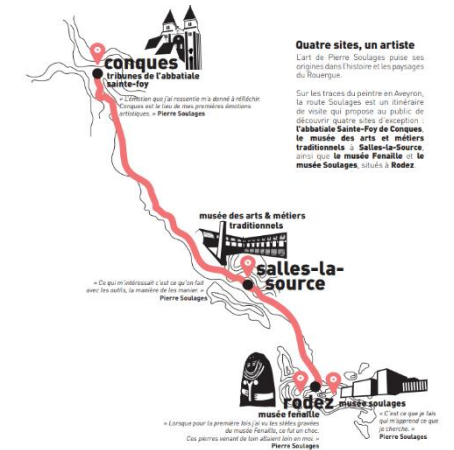 conques
tribunes de l'abbatiale
sainte-foy
« L'émotion que j'ai ressentie m'a donné à réfléchir.
Conques est le lieu de mes premières émotions
artistiques. » Pierre Soulages
Quatre sites, un artiste
L'art de Pierre Soulages puise ses
origines dans l'histoire et les paysages
du Rouergue.
Sur les traces du peintre en Aveyron,
la route Soulages est un itinéraire
de visite qui propose au public de
découvrir quatre sites d'exception :
l'abbatiale Sainte-Foy de Conques,
le musée des arts et métiers
traditionnels à Salles-la-Source,
ainsi que le musée Fenaille et le
musée Soulages, situés à Rodez.
musée des arts & métiers
traditionnels
salles-la-
source
« Ce qui m'intéressait c'est ce qu'on fait
avec les outils, la manière de les manier. »
Pierre Soulages
rodez
musée fenaille
« Lorsque pour la première fois j'ai vu les stèles gravées
du musée Fenaille, ce fut un choc.
Ces pierres venant de loin allaient loin en moi. »
Pierre Soulages
musée soulages
« C'est ce que je fais
qui m'apprend ce que
je cherche. »
Pierre Soulages